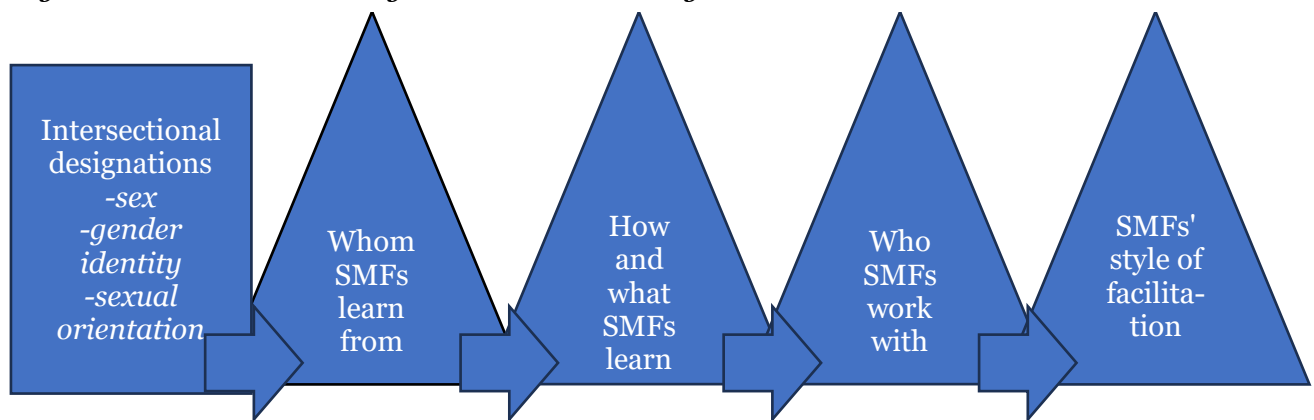 Intersectional
designations
-sex
-gender
identity
-sexual
orientation
Whom
SMFs
learn
from
How
and
what
SMFs
learn
Who
SMFs
work
with
SMFs'
style of
facilita-
tion